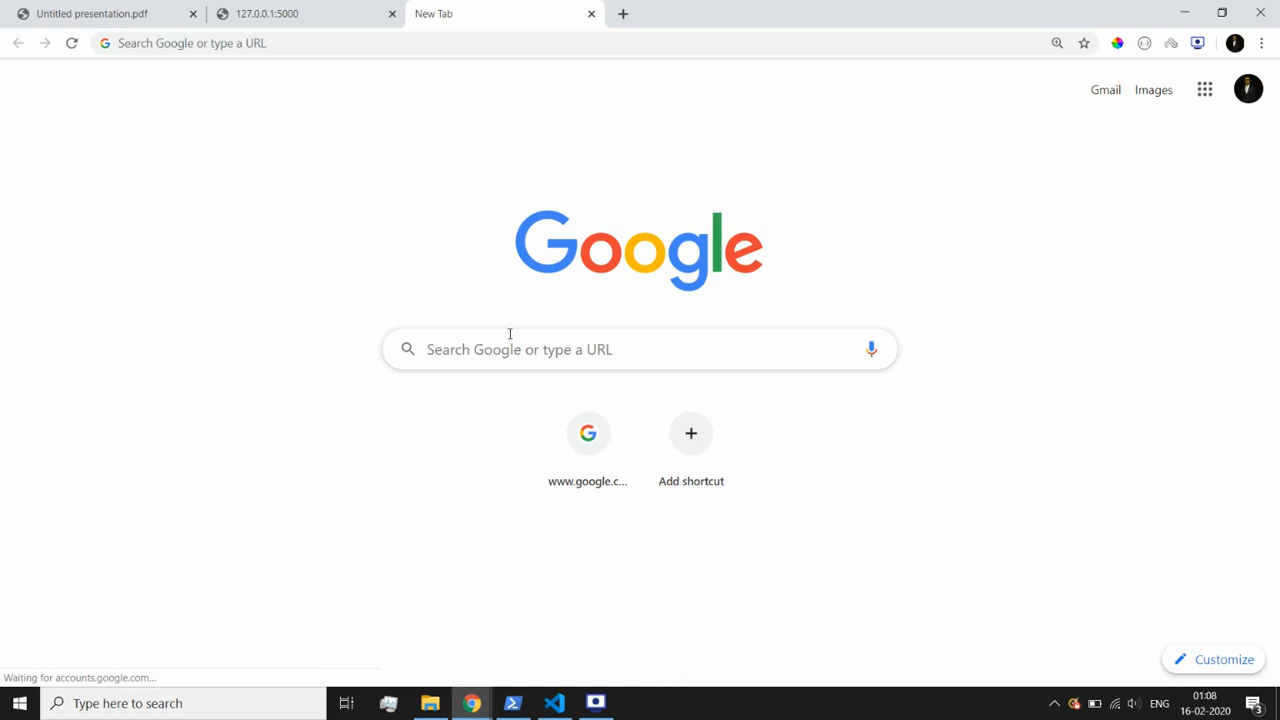 Untitled presentation.pdf
127.0.0.1:5000
New Tab
Search Google or type a URL
Gmail
Images
Google
Search Google or type a URL
www.google.c...
Add shortcut
Customize
Waiting for accounts.google.com...
Type here to search
ENG
01:08
16-02-2020
3